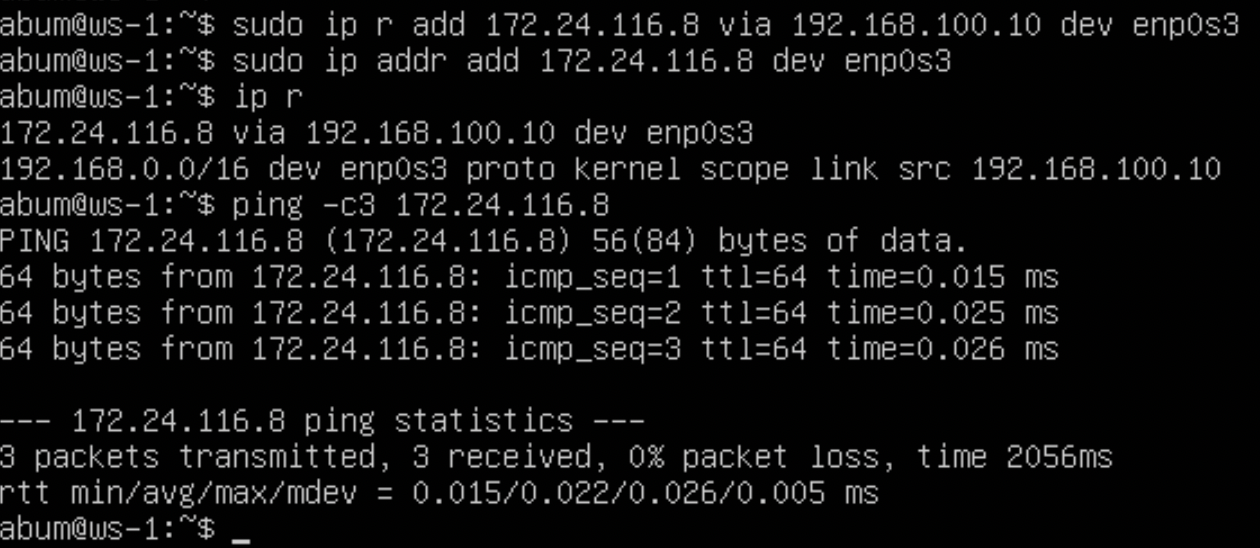 abum@ws-1:~$ sudo ip r add 172.24.116.8 via 192.168.100.10 dev enp0s3
abum@ws-1:~$ sudo ip addr add 172.24.116.8 dev enp0s3
abum@ws-1:~$ ip r
172.24.116.8 via 192.168.100.10 dev enp0s3
192.168.0.0/16 dev enp0s3 proto kernel scope link src 192.168.100.10
abum@ws-1:~$ ping -c3 172.24.116.8
PING 172.24.116.8 (172.24.116.8) 56(84) bytes of data.
64 bytes from 172.24.116.8: icmp_seq=1 ttl=64 time=0.015 ms
64 bytes from 172.24.116.8: icmp_seq=2 ttl=64 time=0.025 ms
64 bytes from 172.24.116.8: icmp_seq=3 ttl=64 time=0.026 ms
--- 172.24.116.8 ping statistics ---
3 packets transmitted, 3 received, 0% packet loss, time 2056ms
rtt min/avg/max/mdev = 0.015/0.022/0.026/0.005 ms
abum@ws-1:~$ _